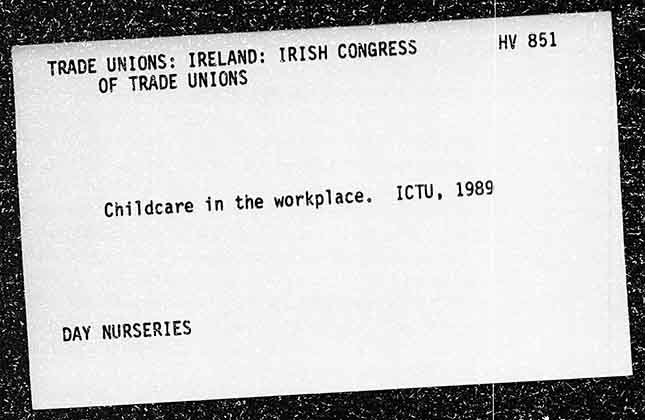 TRADE UNIONS: IRELAND: IRISH CONGRESS HV 851
OF TRADE UNIONS
Childcare in the workplace. ICTU, 1989
DAY NURSERIES